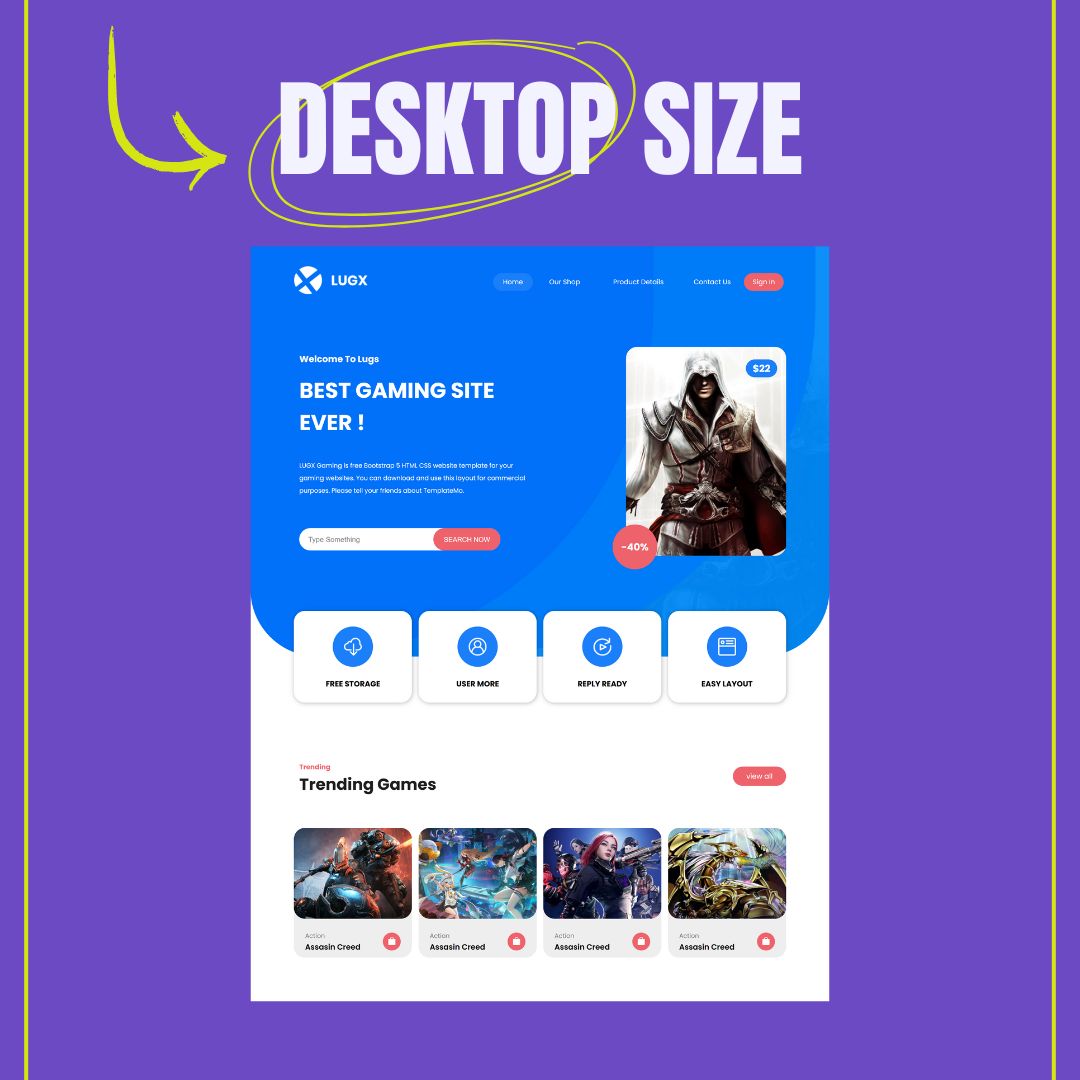 DESKTOP SIZE
LUGX
Home Our Shop Product Details Contact Us Sign in
Welcome To Lugs
BEST GAMING SITE
EVER !
$22
LUGX Gaming is free Bootstrap 5 HTML CSS website template for your
gaming websites. You can download and use this layout for commercial
purposes. Please tell your friends about TemplateMo.
Type Something SEARCH NOW
-40%
FREE STORAGE USER MORE REPLY READY EASY LAYOUT
Trending
Trending Games
view all
Action Action Action Action
Assasin Creed Assasin Creed Assasin Creed Assasin Creed